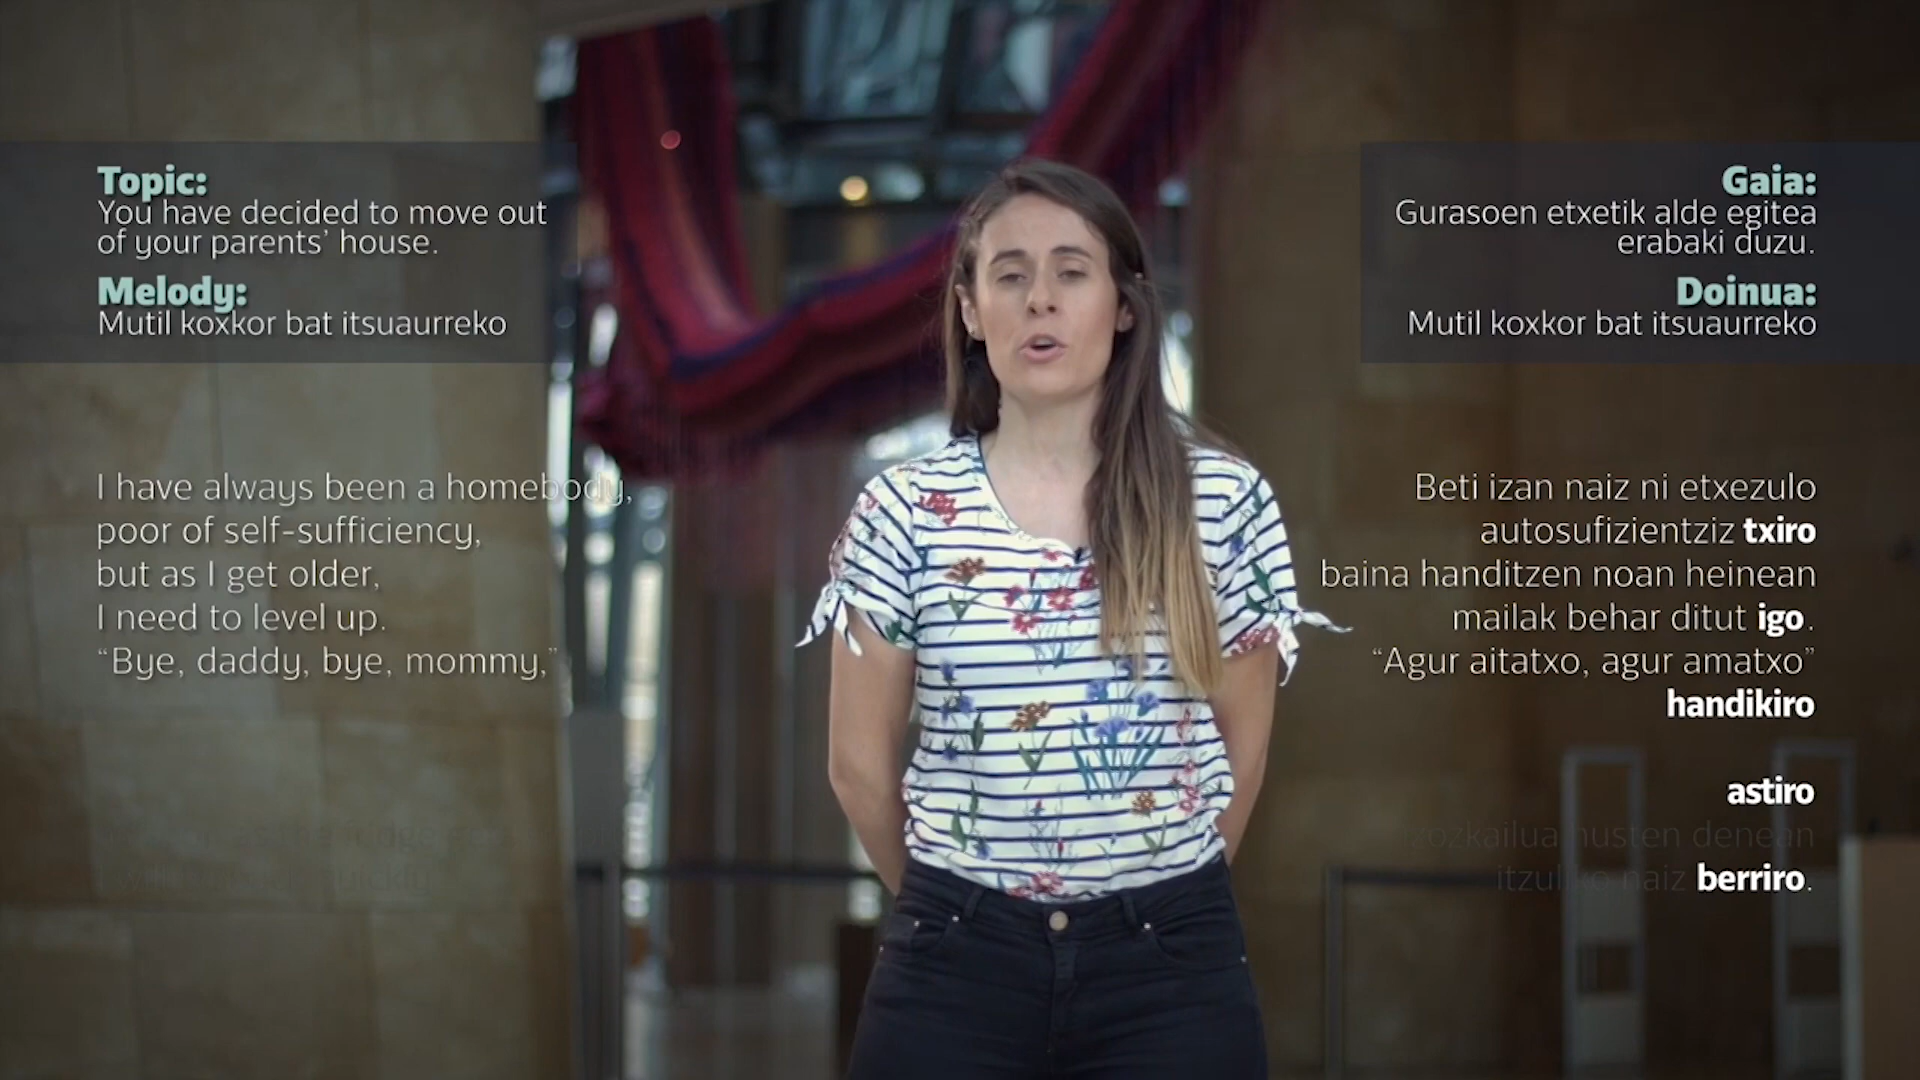 Topic:
You have decided to move out
of your parents’ house.
Melody:
Mutil koxkor bat itsuaurreko
I have always been a homebody,
poor of self-sufficiency,
but as I get older,
I need to level up.
“Bye, daddy, bye, mommy,”
Gaia:
Gurasoen etxetik alde egitea
erabaki duzu.
Doinua:
Mutil koxkor bat itsuaurreko
Beti izan naiz ni etxezulo
autosufizientziz txiro
baina handitzen noan heinean
mailak behar ditut igo.
“Agur aitatxo, agur amatxo”
handikiro
astiro
husten denean
itzuliko naiz berriro.